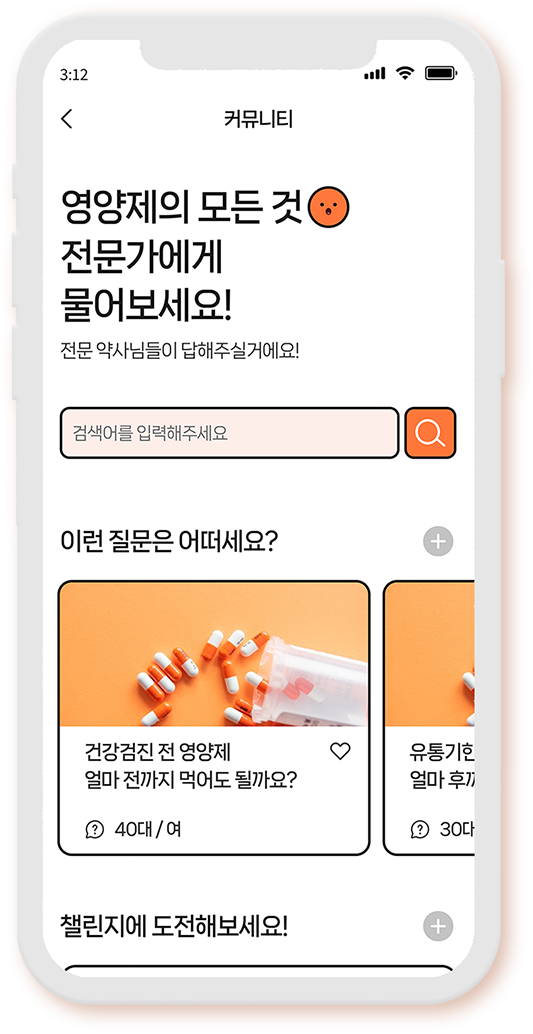 3:12
커뮤니티
영양제의 모든 것
전문가에게
물어보세요!
전문 약사님들이 답해주실거에요!
검색어를 입력해주세요
이런 질문은 어떠세요?
건강검진 전 영양제
얼마 전까지 먹어도 될까요?
40대 / 여
유통기한
얼마 후
30대
챌린지에 도전해보세요!